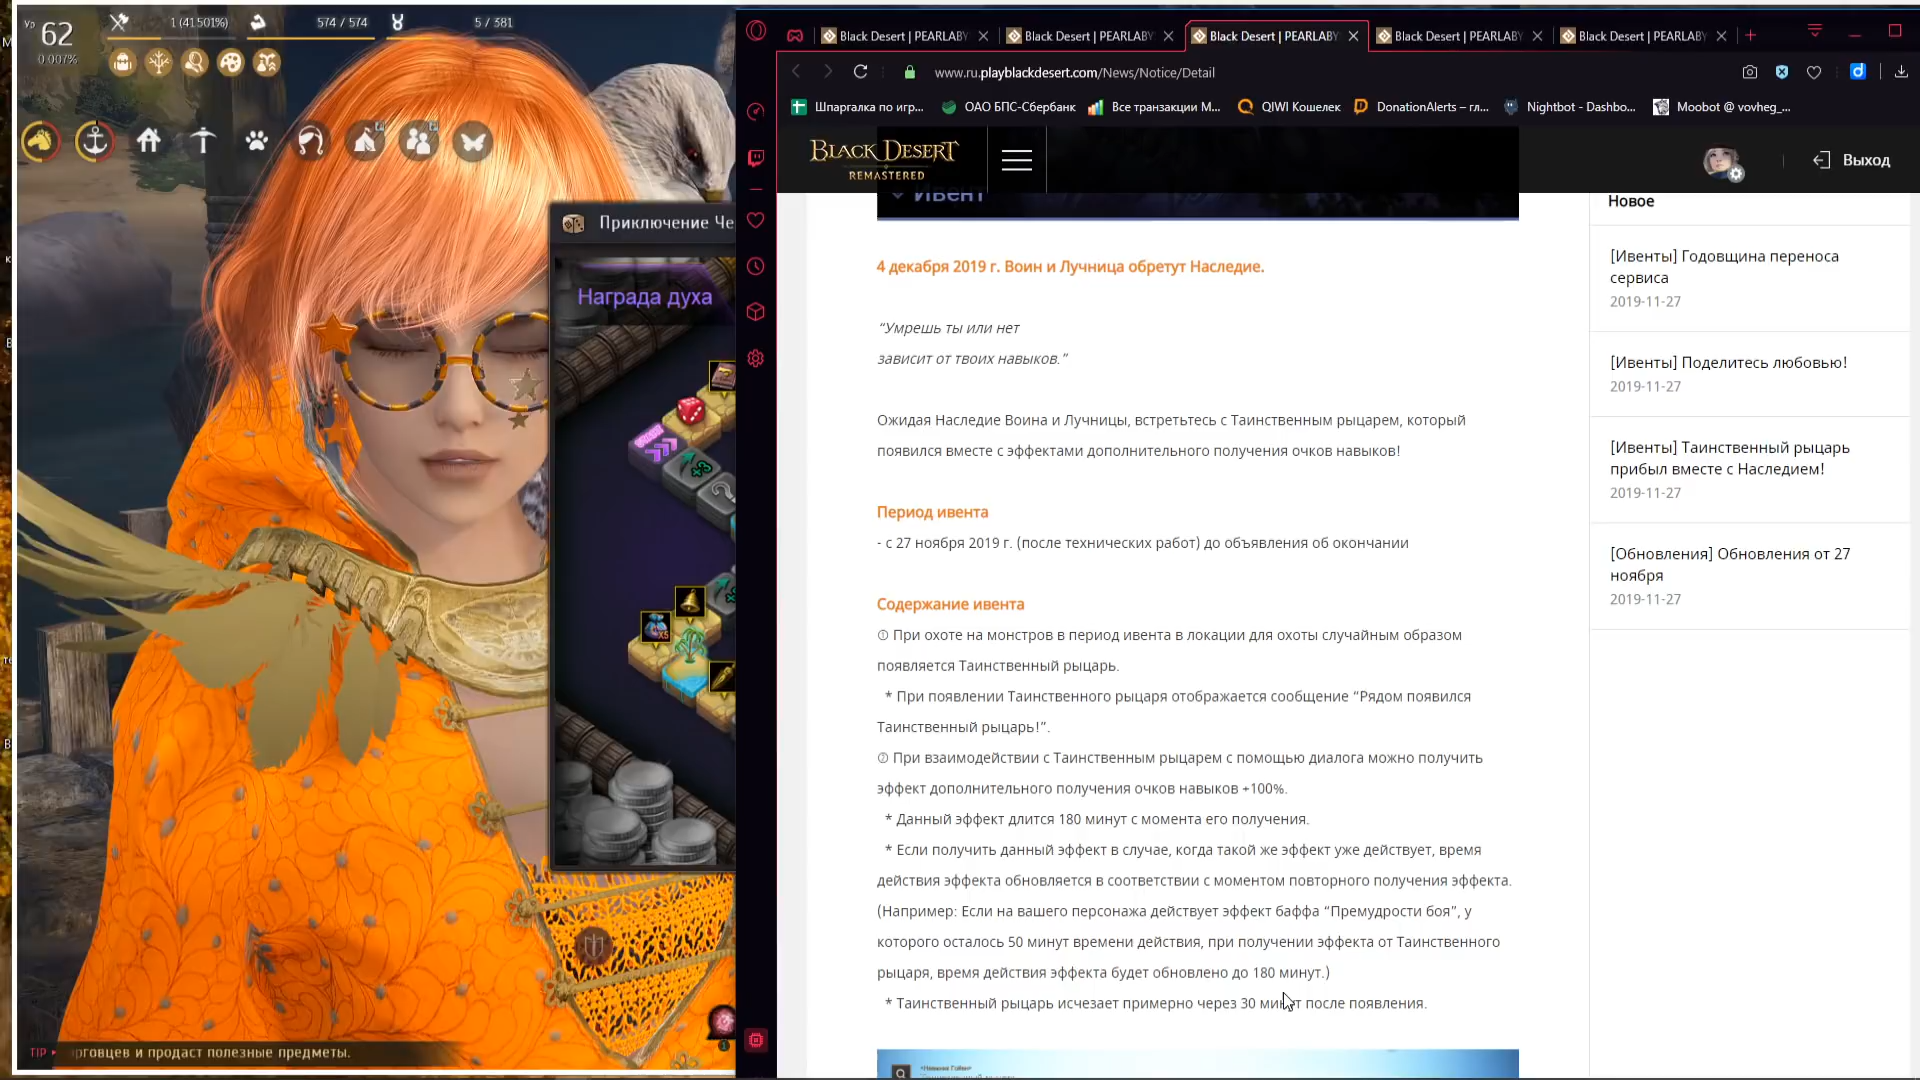 Ур 62
0.007%
1 (41.501%)
574 / 574
5 / 381
Приключение Че
Награда духа
X5
TIP
рговцев и продаст полезные предметы.
Black Desert | PEARLABY
Black Desert | PEARLABY
Black Desert | PEARLABY
Black Desert | PEARLABY
Black Desert | PEARLABY
www.ru.playblackdesert.com/News/Notice/Detail
Шпаргалка по игр...
ОАО БПС-Сбербанк
Все транзакции M...
QIWI Кошелек
DonationAlerts – гл...
Nightbot - Dashbo...
Moobot @ vovheg_...
BLACK DESERT
REMASTERED
Выход
Ивент
4 декабря 2019 г. Воин и Лучница обретут Наследие.
“Умрешь ты или нет
зависит от твоих навыков.”
Ожидая Наследие Воина и Лучницы, встретьтесь с Таинственным рыцарем, который
появился вместе с эффектами дополнительного получения очков навыков!
Период ивента
- с 27 ноября 2019 г. (после технических работ) до объявления об окончании
Содержание ивента
① При охоте на монстров в период ивента в локации для охоты случайным образом
появляется Таинственный рыцарь.
* При появлении Таинственного рыцаря отображается сообщение “Рядом появился
Таинственный рыцарь!”.
② При взаимодействии с Таинственным рыцарем с помощью диалога можно получить
эффект дополнительного получения очков навыков +100%.
* Данный эффект длится 180 минут с момента его получения.
* Если получить данный эффект в случае, когда такой же эффект уже действует, время
действия эффекта обновляется в соответствии с моментом повторного получения эффекта.
(Например: Если на вашего персонажа действует эффект баффа “Премудрости боя”, у
которого осталось 50 минут времени действия, при получении эффекта от Таинственного
рыцаря, время действия эффекта будет обновлено до 180 минут.)
* Таинственный рыцарь исчезает примерно через 30 минут после появления.
Новое
[Ивенты] Годовщина переноса
сервиса
2019-11-27
[Ивенты] Поделитесь любовью!
2019-11-27
[Ивенты] Таинственный рыцарь
прибыл вместе с Наследием!
2019-11-27
[Обновления] Обновления от 27
ноября
2019-11-27